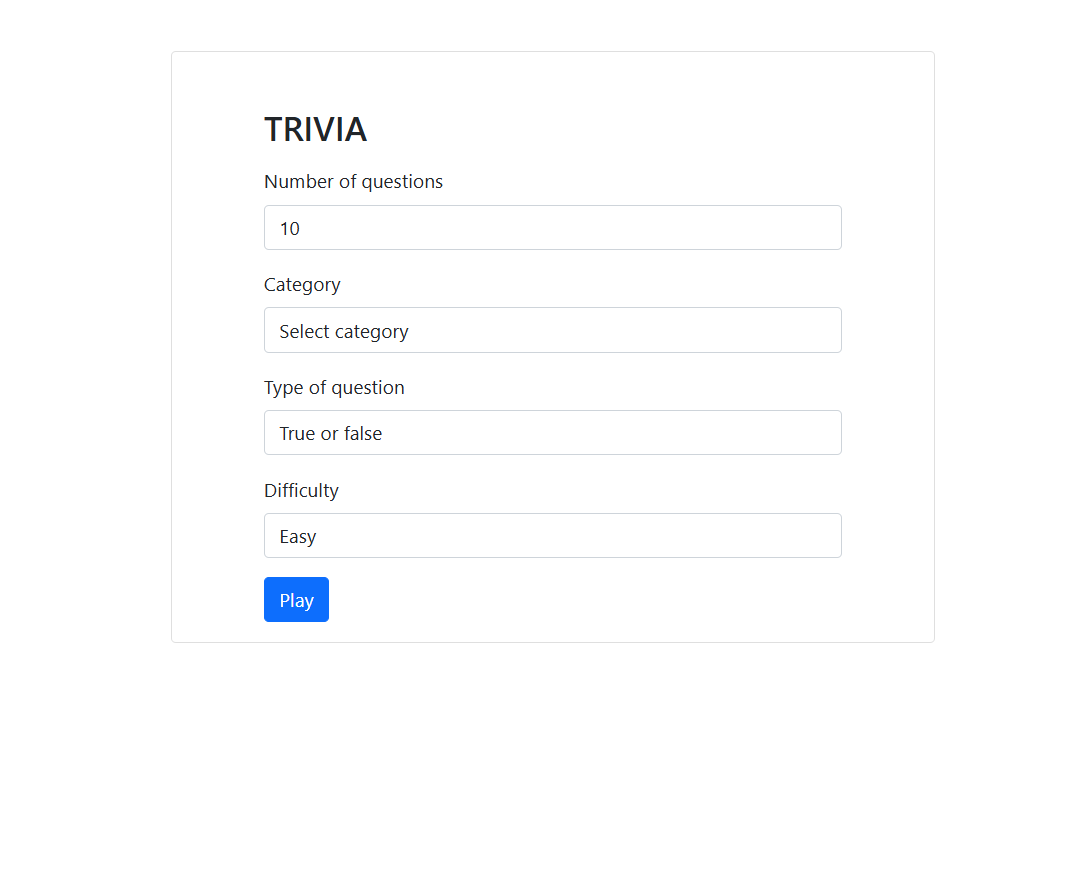 TRIVIA
Number of questions
10
Category
Select category
Type of question
True or false
Difficulty
Easy
Play